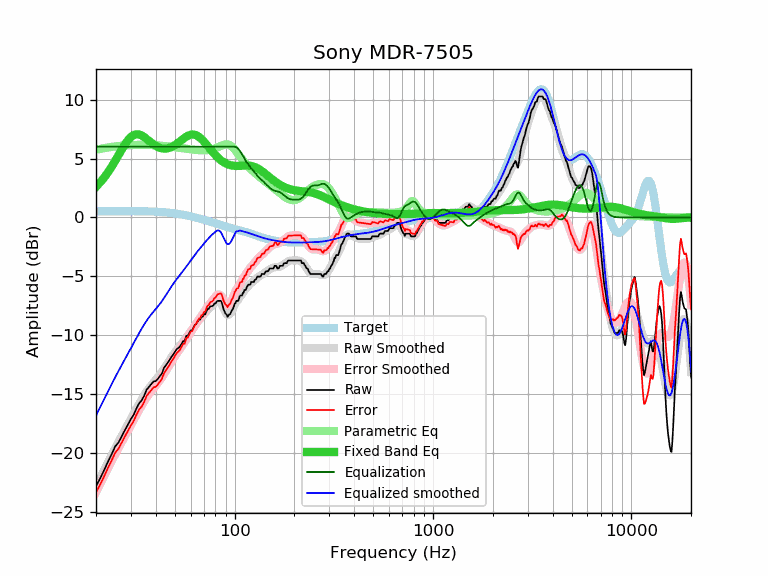 Sony MDR-7505
Amplitude (dBr)
10
5
0
−5
−10
−15
−20
−25
Target
Raw Smoothed
Error Smoothed
Raw
Error
Parametric Eq
Fixed Band Eq
Equalization
Equalized smoothed
100 1000 10000
Frequency (Hz)